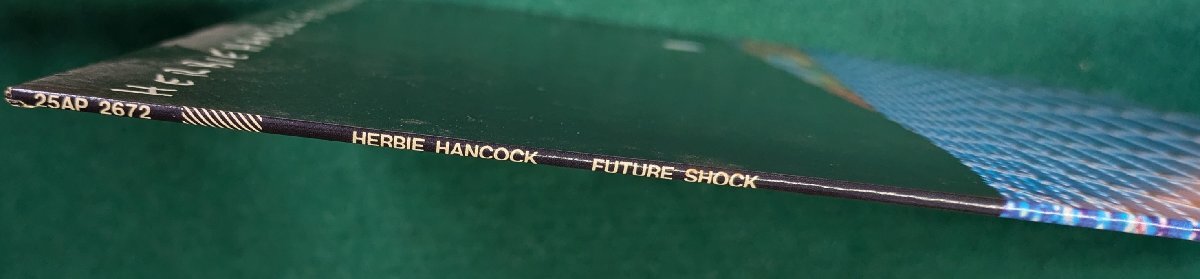 25AP 2672 HERBIE HANCOCK FUTURE SHOCK